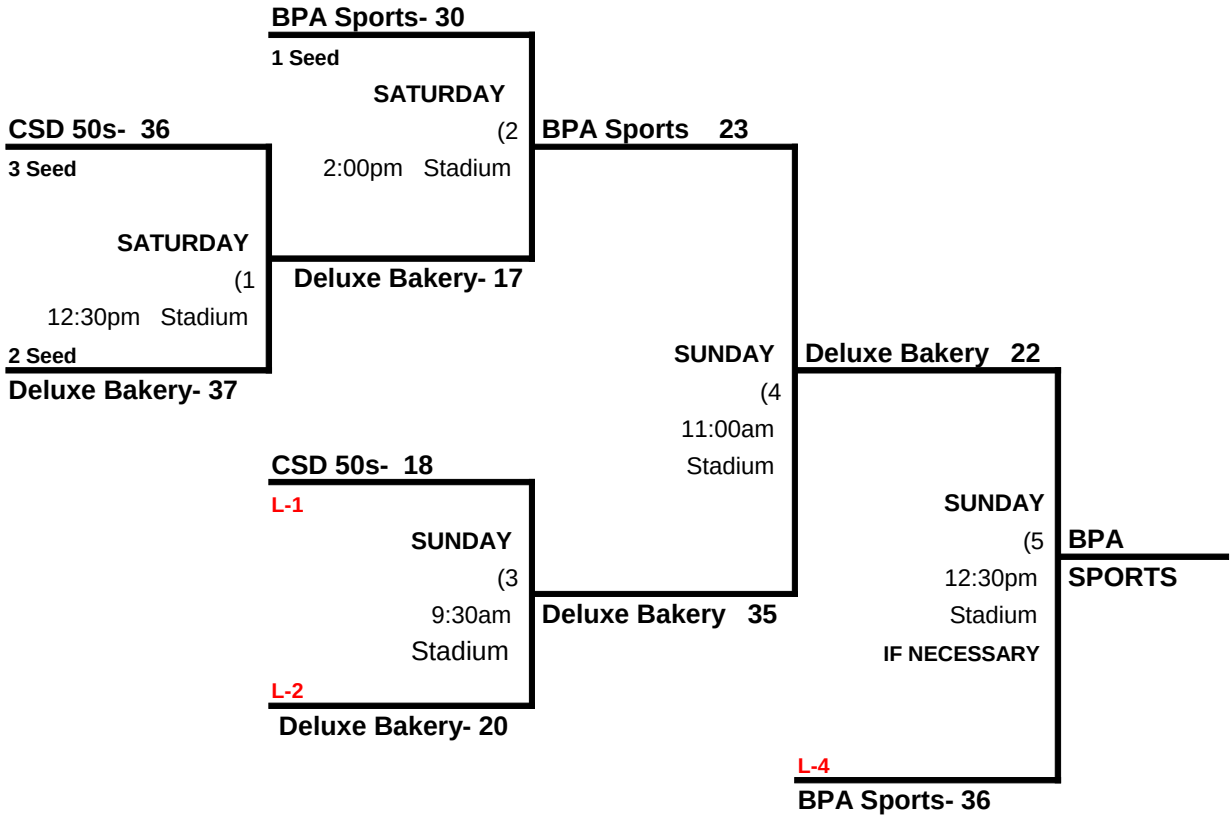 BPA Sports- 30
1 Seed
SATURDAY
CSD 50s-  36
(2
BPA Sports    23
3 Seed
2:00pm   Stadium
SATURDAY
(1
Deluxe Bakery- 17
12:30pm   Stadium
2 Seed
Deluxe Bakery- 37
SUNDAY
Deluxe Bakery   22
(4
11:00am
Stadium
CSD 50s-  18
L-1
SUNDAY
(3
9:30am
Stadium
Deluxe Bakery   35
L-2
Deluxe Bakery- 20
SUNDAY
(5
BPA
12:30pm
SPORTS
Stadium
IF NECESSARY
L-4
BPA Sports- 36